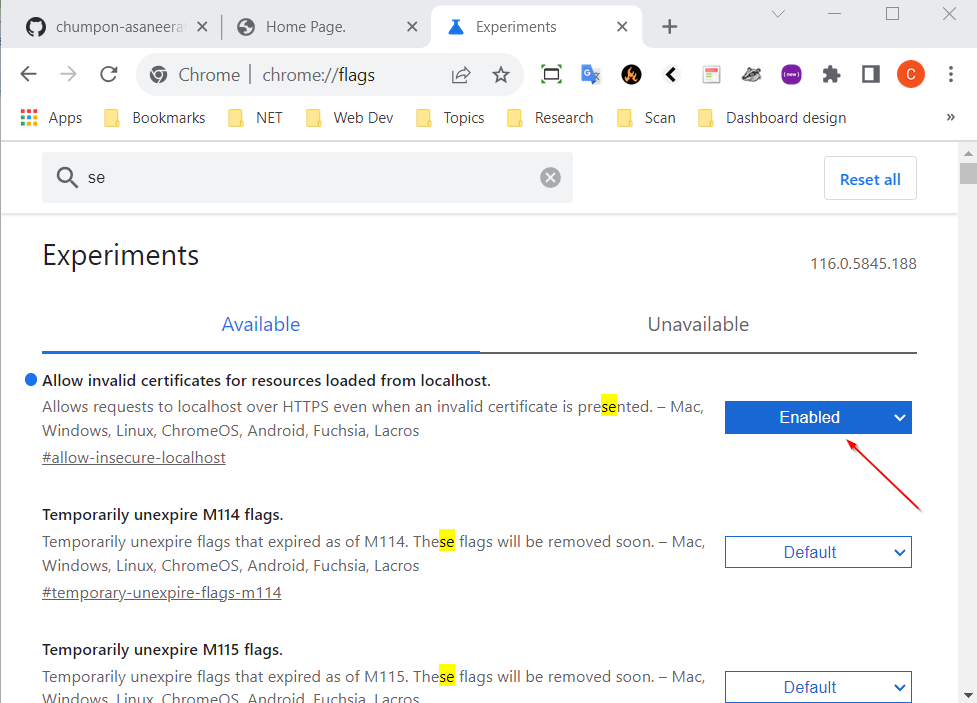 chumpon-asaneerat
Home Page.
Experiments
Chrome
chrome://flags
new
C
Apps
Bookmarks
NET
Web Dev
Topics
Research
Scan
Dashboard design
»
se
Reset all
Experiments
116.0.5845.188
Available
Unavailable
Allow invalid certificates for resources loaded from localhost.
Allows requests to localhost over HTTPS even when an invalid certificate is presented. – Mac,
Windows, Linux, ChromeOS, Android, Fuchsia, Lacros
Enabled
#allow-insecure-localhost
Temporarily unexpire M114 flags.
Temporarily unexpire flags that expired as of M114. These flags will be removed soon. – Mac,
Windows, Linux, ChromeOS, Android, Fuchsia, Lacros
Default
#temporary-unexpire-flags-m114
Temporarily unexpire M115 flags.
Temporarily unexpire flags that expired as of M115. These flags will be removed soon. – Mac,
Windows, Linux, ChromeOS, Android, Fuchsia, Lacros
Default